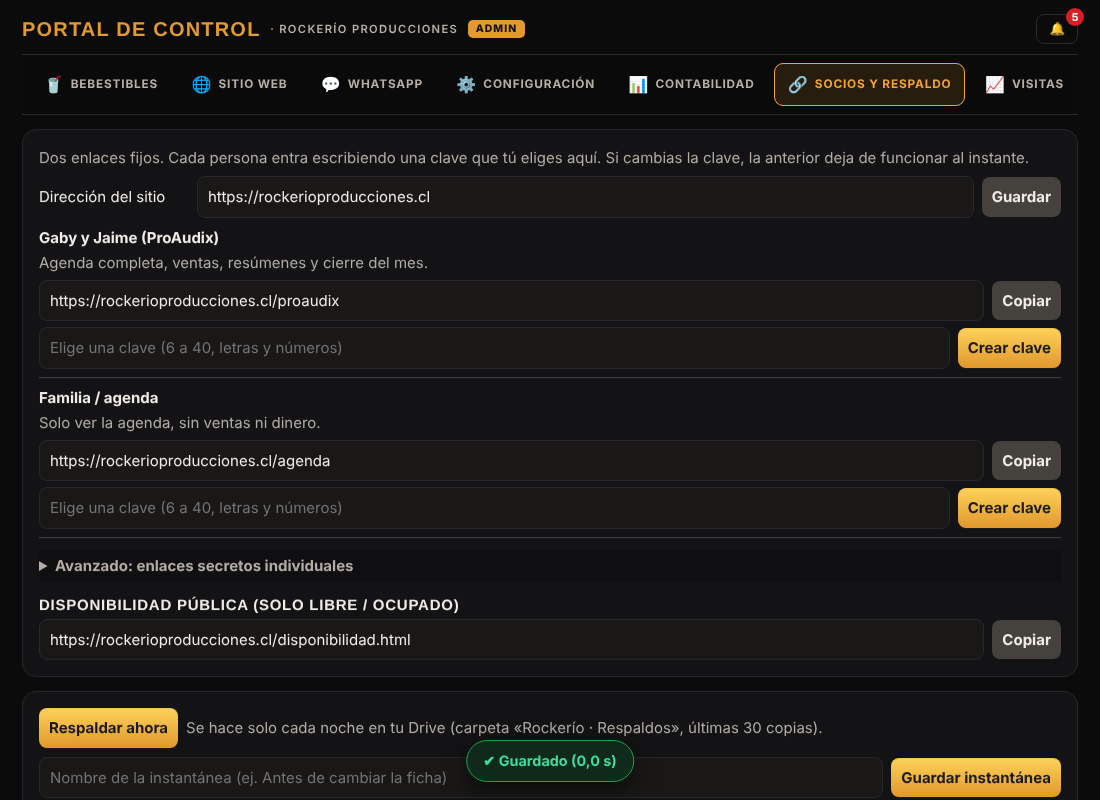 PORTAL DE CONTROL · ROCKERÍO PRODUCCIONES ADMIN 5
BEBESTIBLES SITIO WEB WHATSAPP CONFIGURACIÓN CONTABILIDAD SOCIOS Y RESPALDO VISITAS
Dos enlaces fijos. Cada persona entra escribiendo una clave que tú eliges aquí. Si cambias la clave, la anterior deja de funcionar al instante.
Dirección del sitio https://rockerioproducciones.cl Guardar
Gaby y Jaime (ProAudix)
Agenda completa, ventas, resúmenes y cierre del mes.
https://rockerioproducciones.cl/proaudix Copiar
Elige una clave (6 a 40, letras y números) Crear clave
Familia / agenda
Solo ver la agenda, sin ventas ni dinero.
https://rockerioproducciones.cl/agenda Copiar
Elige una clave (6 a 40, letras y números) Crear clave
Avanzado: enlaces secretos individuales
DISPONIBILIDAD PÚBLICA (SOLO LIBRE / OCUPADO)
https://rockerioproducciones.cl/disponibilidad.html Copiar
Respaldar ahora Se hace solo cada noche en tu Drive (carpeta «Rockerío · Respaldos», últimas 30 copias).
✔ Guardado (0,0 s)
Nombre de la instantánea (ej. Antes de cambiar la ficha) Guardar instantánea